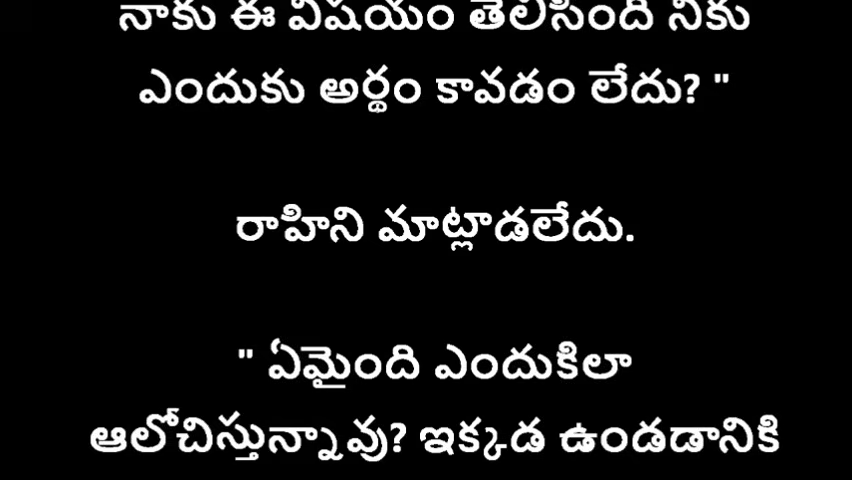 నాకు ఈ విషయం తెలిసింది నీకు
ఎందుకు అర్థం కావడం లేదు? "
రాహిని మాట్లాడలేదు.
" ఏమైంది ఎందుకిలా
ఆలోచిస్తున్నావు? ఇక్కడ ఉండడానికి